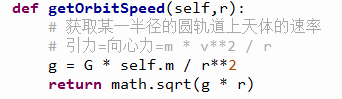 def getOrbitSpeed(self,r):
# 获取某一半径的圆轨道上天体的速率
# 引力=向心力=m * v**2 / r
g = G * self.m / r**2
return math.sqrt(g * r)